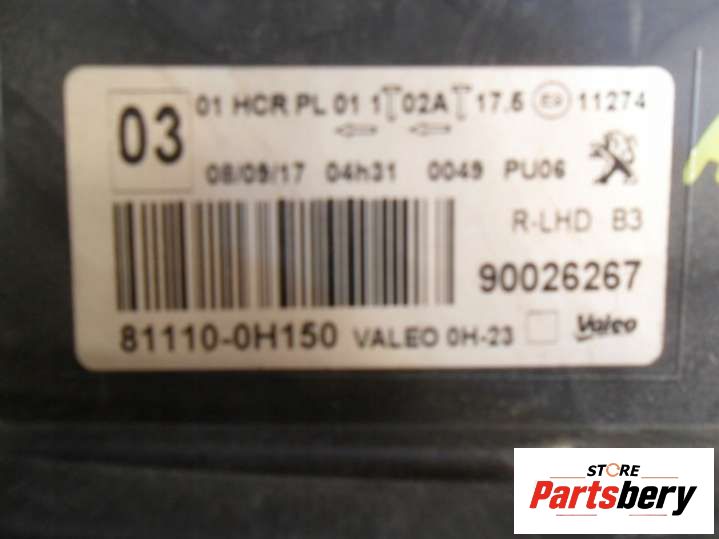 03
01 HCR PL 01 1 02A 17.5 E9 11274
08/09/17 04h31 0049 PU06
R-LHD B3
90026267
81110-0H150 VALEO 0H-23 Valeo
STORE
Partsbery